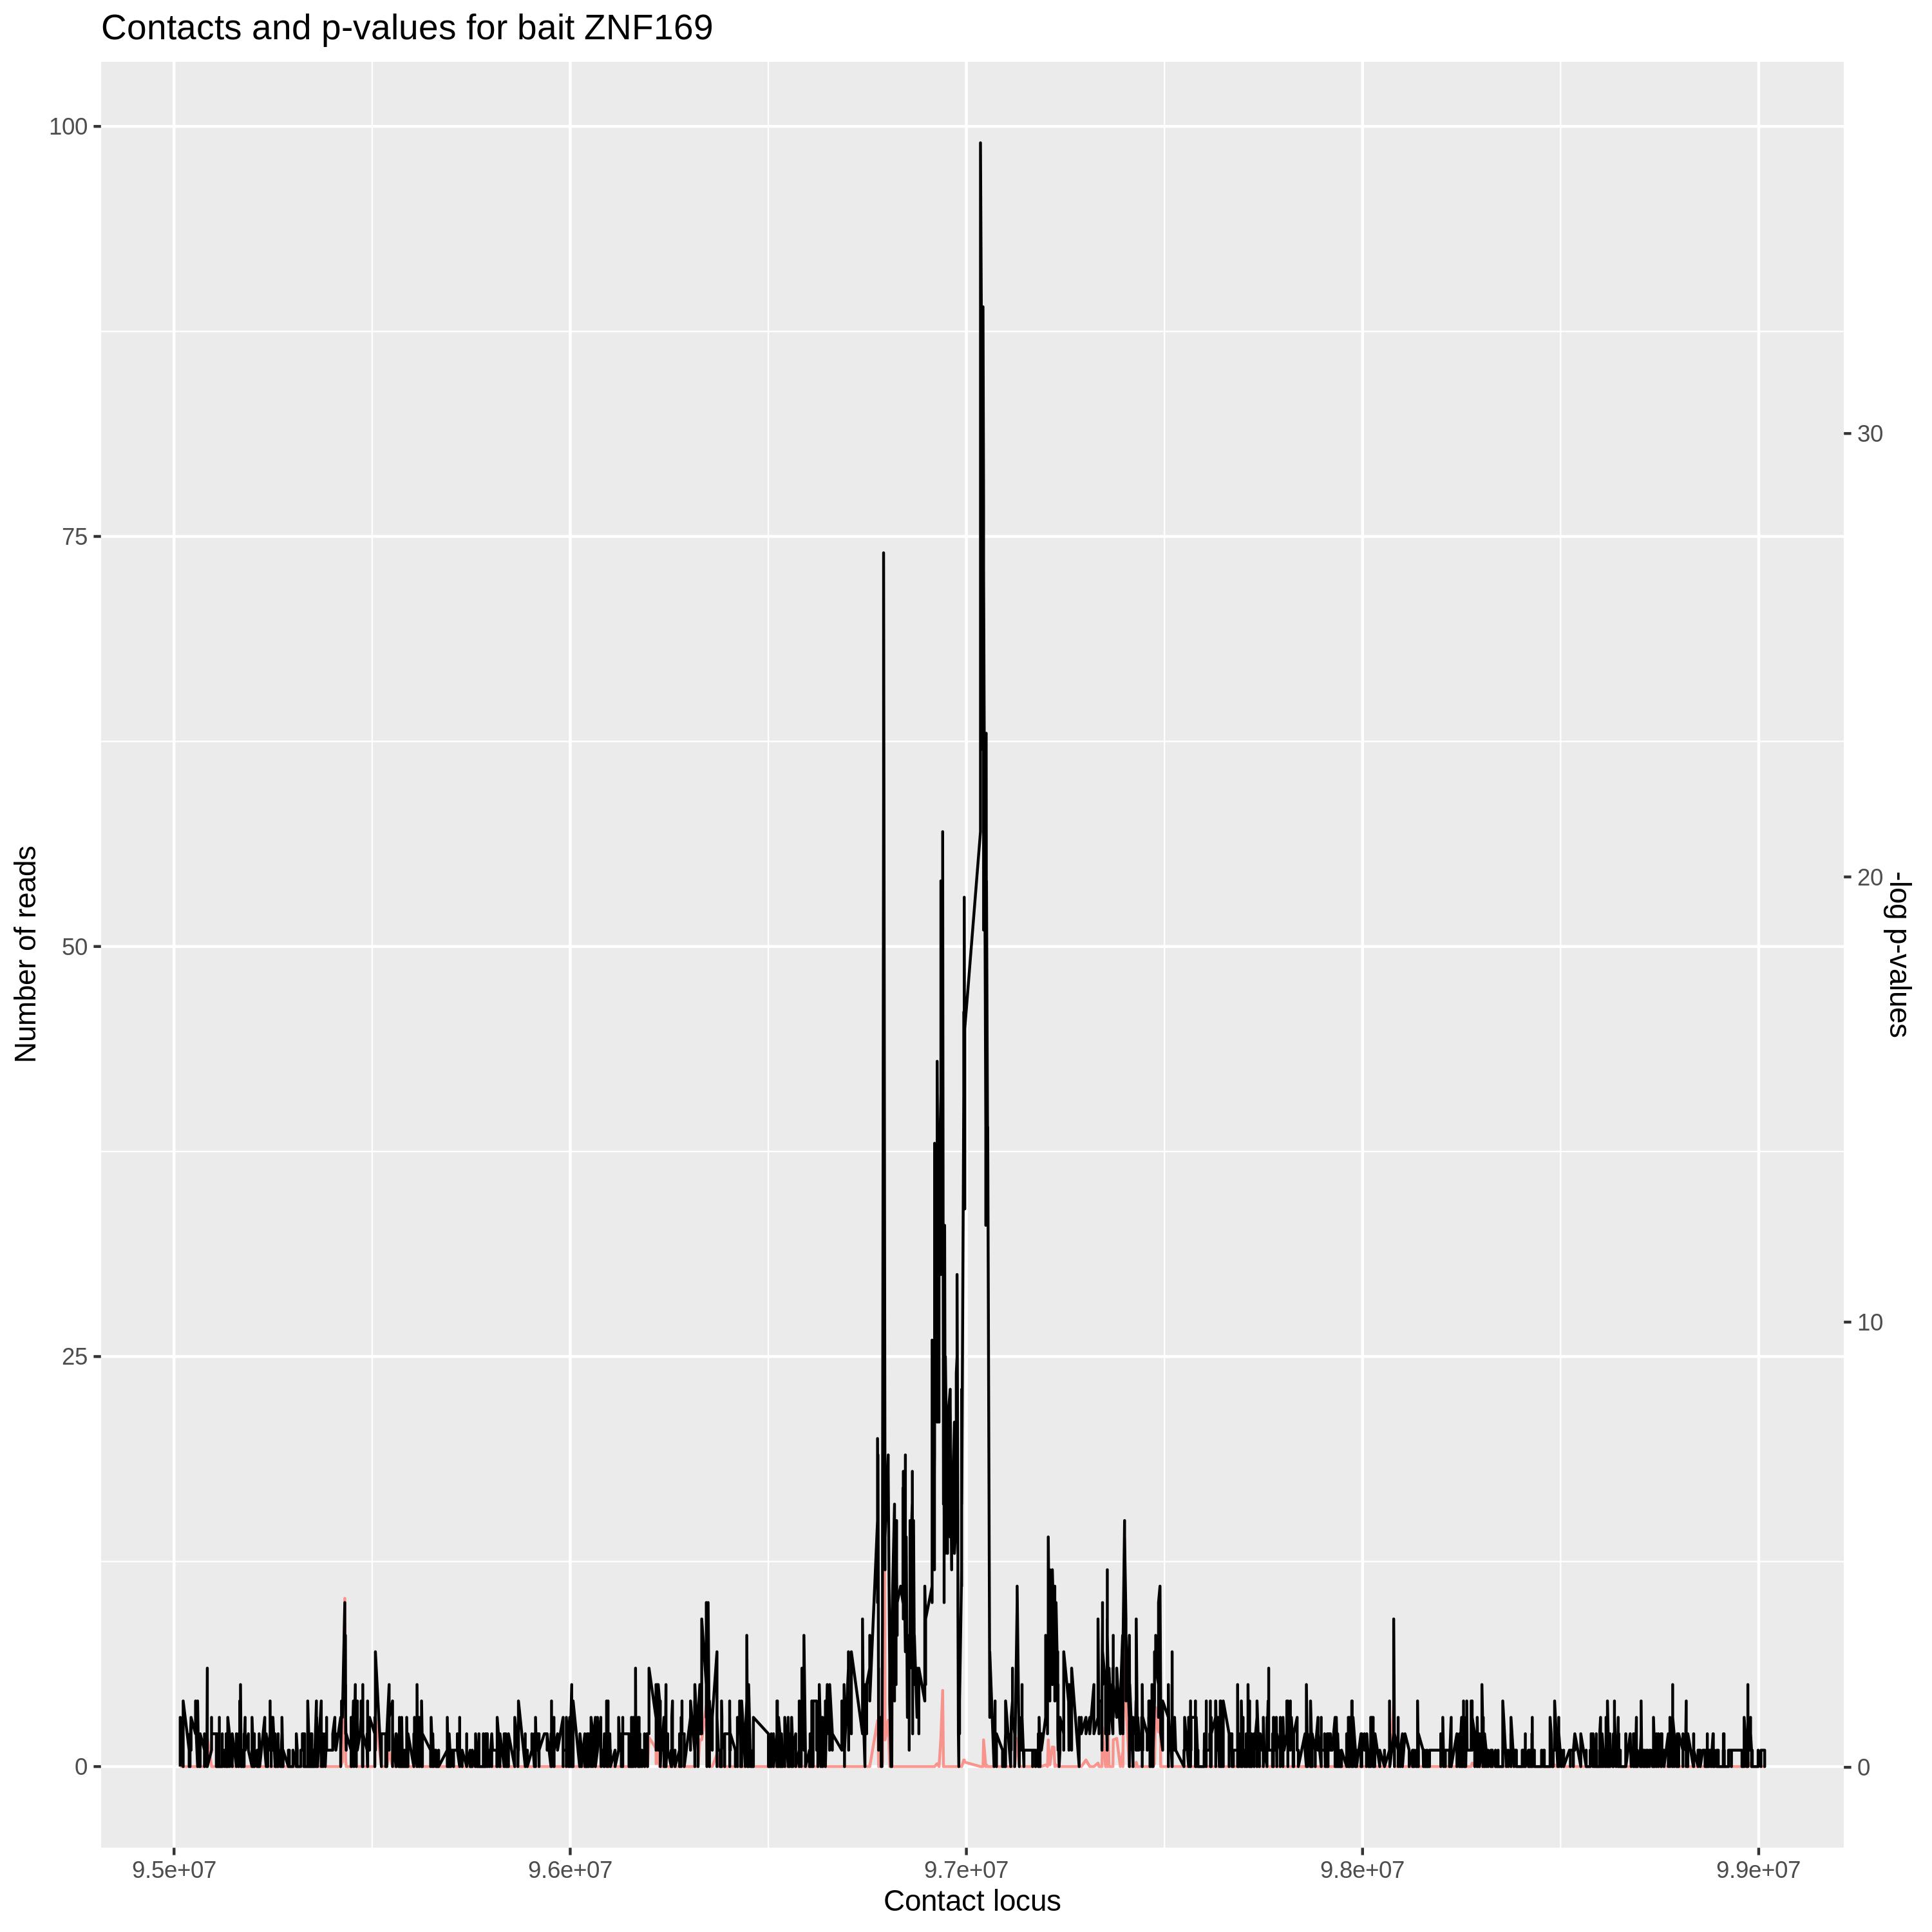 Contacts and p-values for bait ZNF169
100
75
50
25
0
Number of reads
30
20
10
0
-log p-values
9.5e+07 9.6e+07 9.7e+07 9.8e+07 9.9e+07
Contact locus